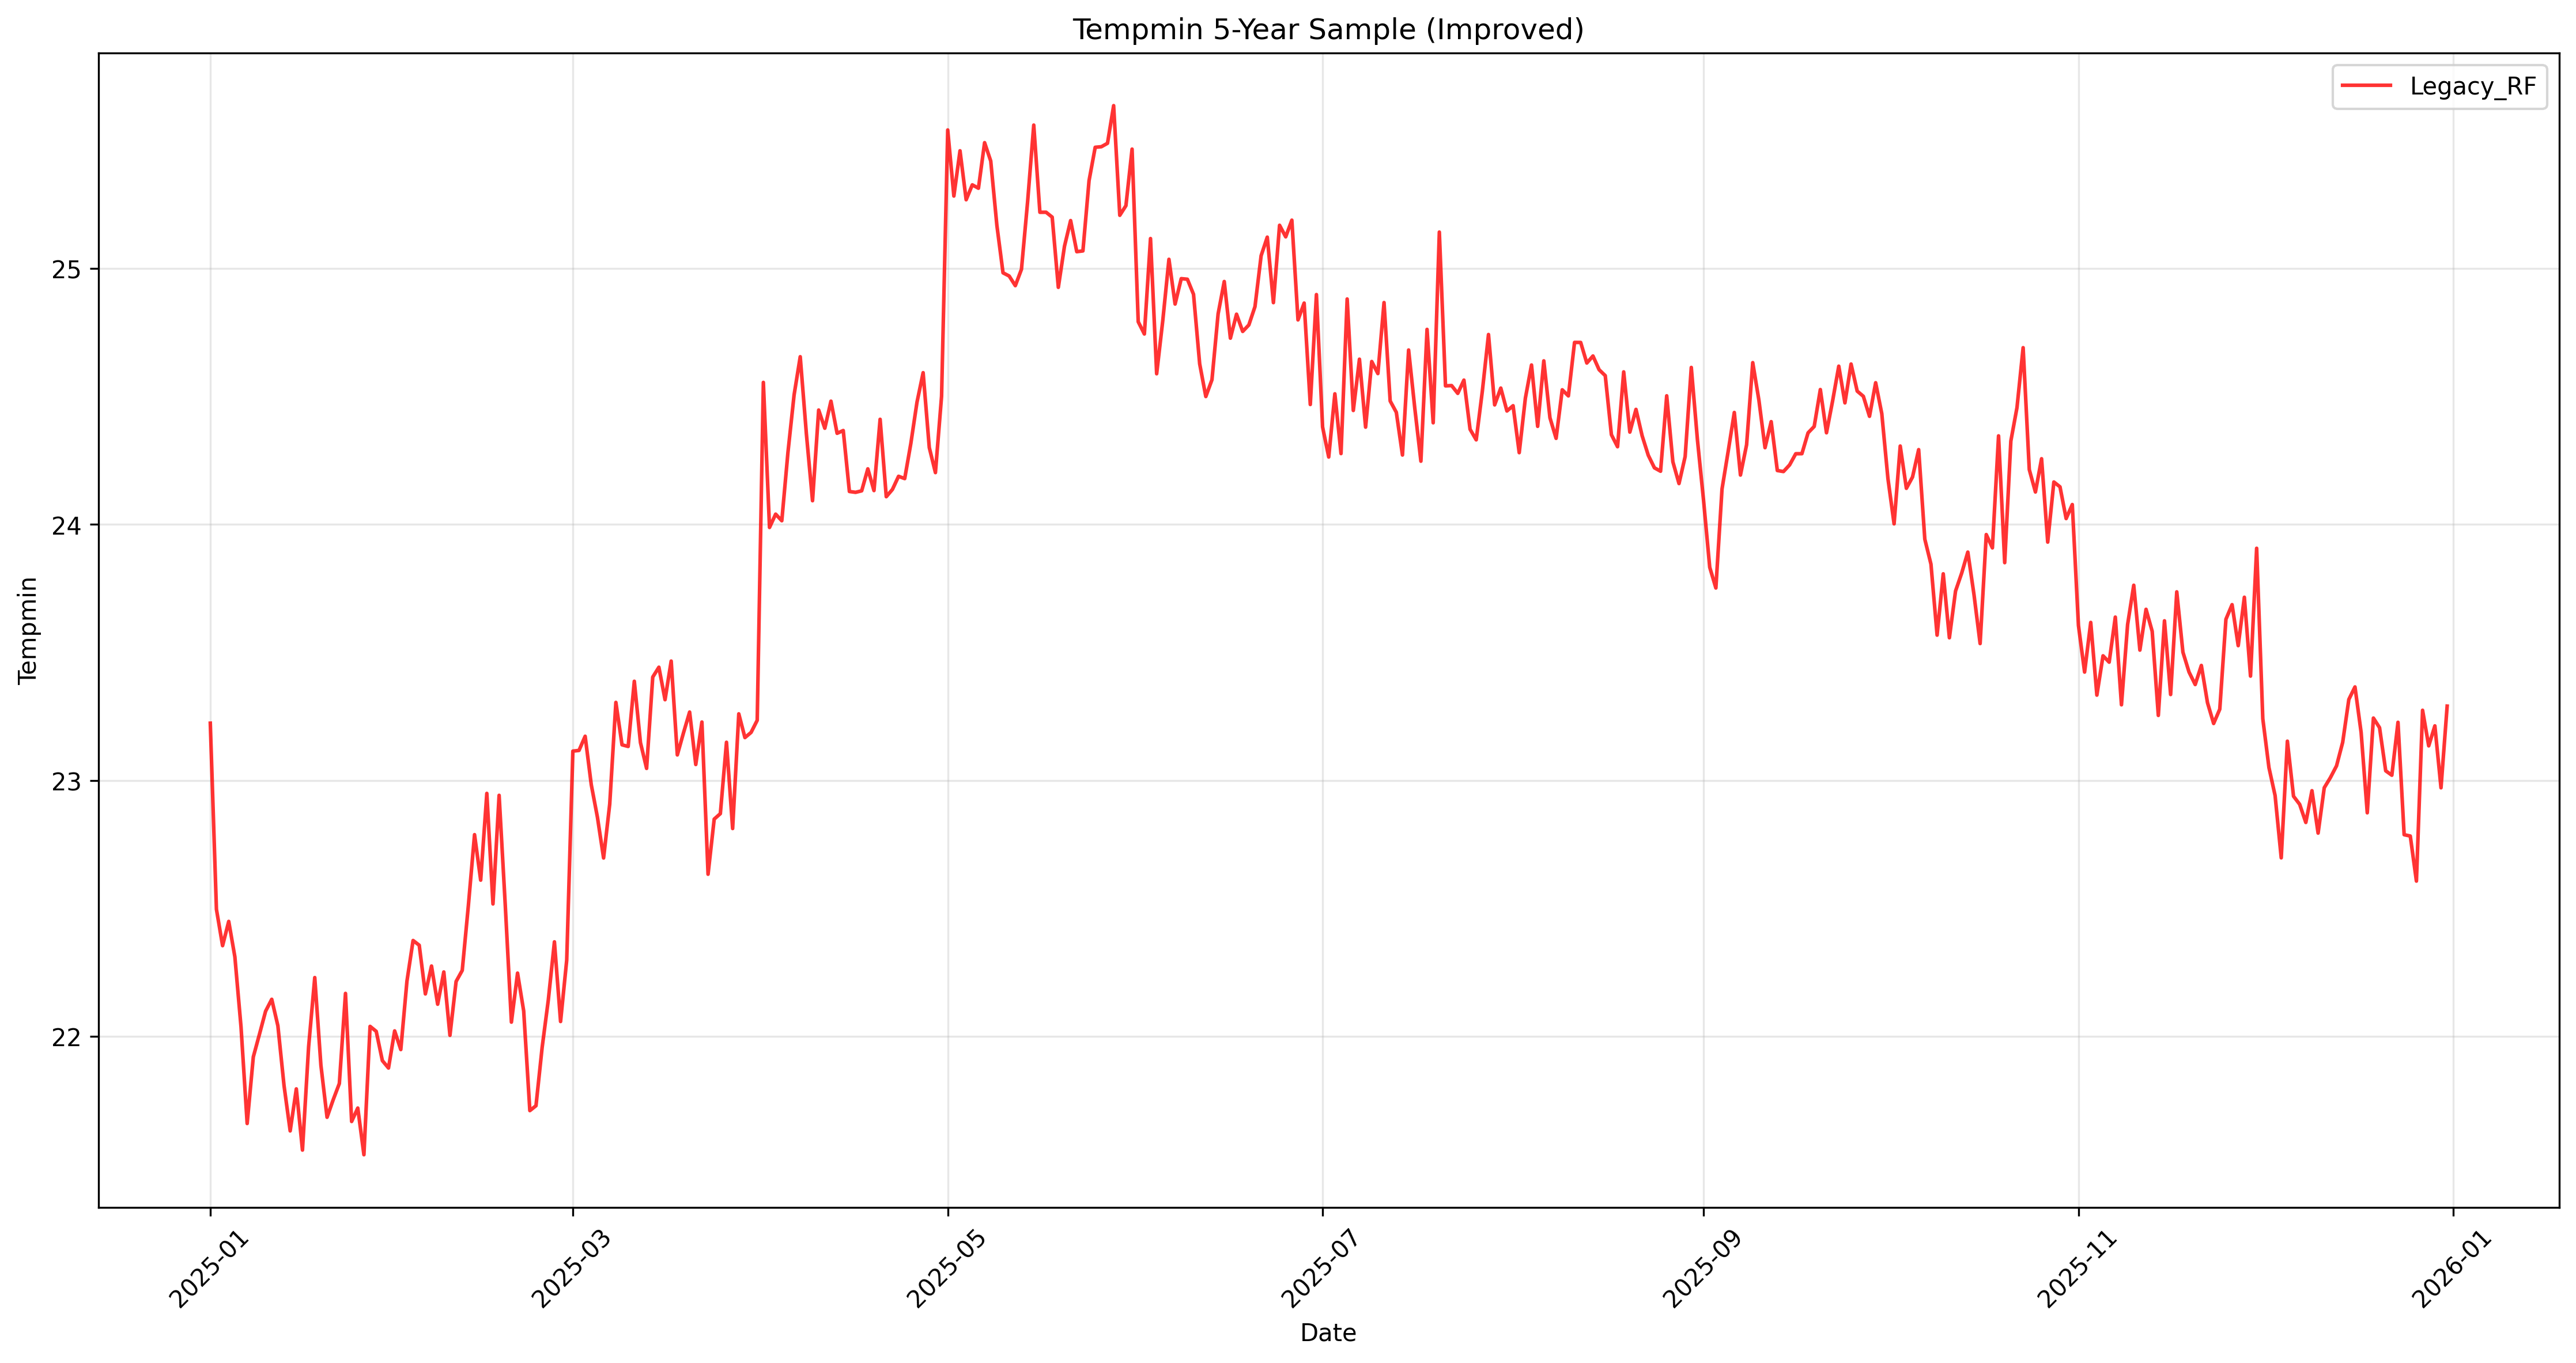 Tempmin 5-Year Sample (Improved)
Legacy_RF
Tempmin
25
24
23
22
2025-01
2025-03
2025-05
2025-07
2025-09
2025-11
2026-01
Date